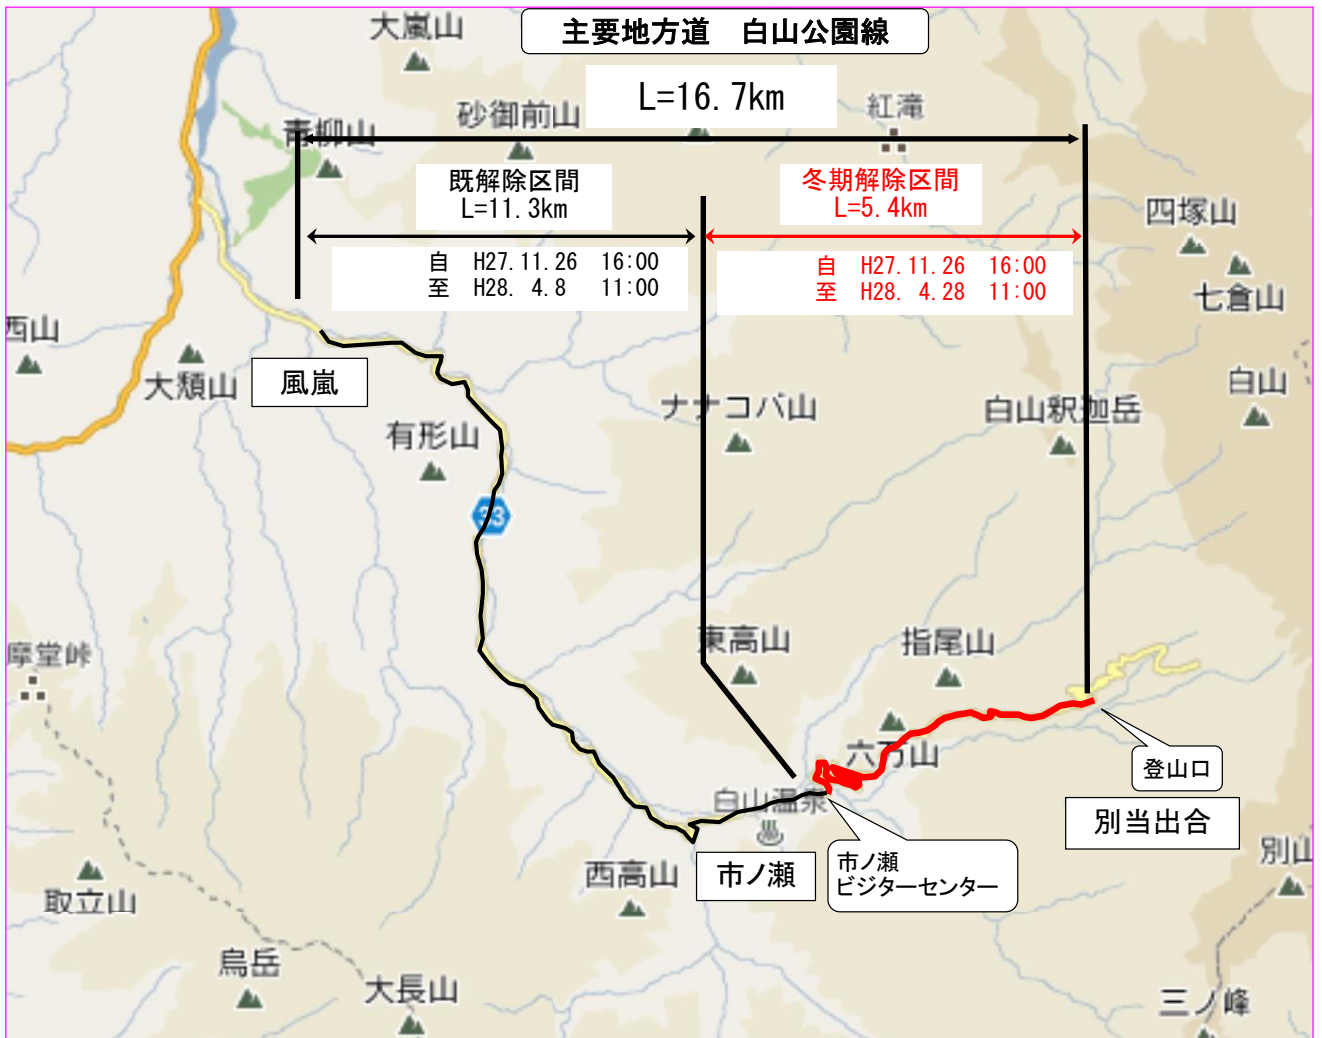 主要地方道　白山公園線
大嵐山
L=16.7km
砂御前山
紅滝
青柳山
既解除区間
L=11.3km
冬期解除区間
L=5.4km
四塚山
自　H27.11.26　16:00
至　H28. 4.8　11:00
自　H27.11.26　16:00
至　H28. 4.28　11:00
七倉山
西山
大頽山
風嵐
白山
ナナコバ山
白山釈迦岳
有形山
33
東高山
指尾山
摩堂峠
六万山
登山口
白山温泉
別当出合
市ノ瀬
ビジターセンター
市ノ瀬
西高山
別山
取立山
鳥岳
大長山
三ノ峰